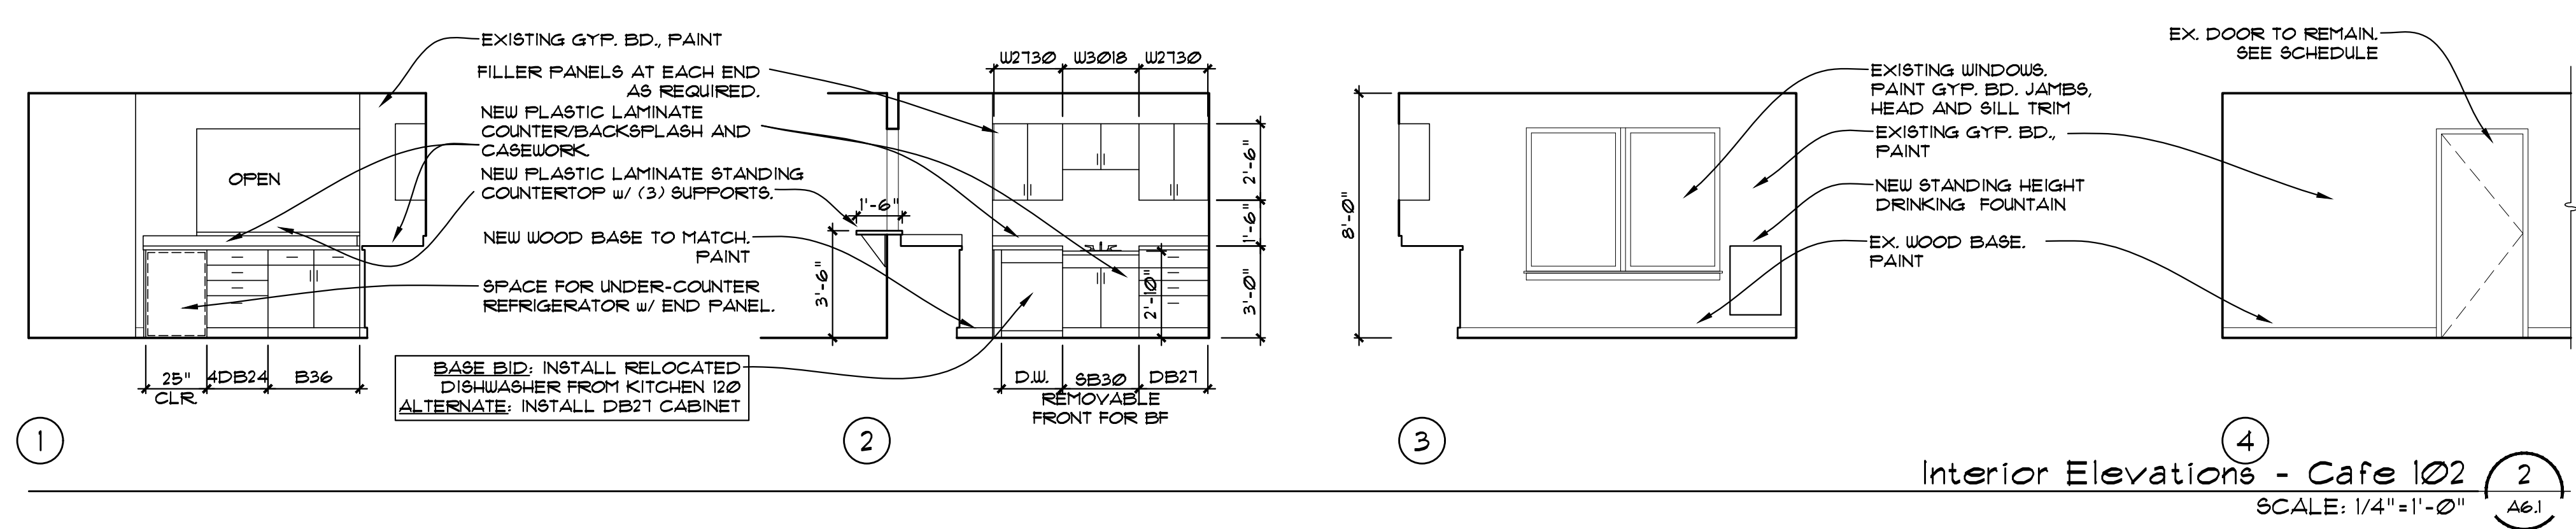 EXISTING GYP. BD., PAINT
FILLER PANELS AT EACH END
AS REQUIRED.
NEW PLASTIC LAMINATE
COUNTER/BACKSPLASH AND
CASEWORK.
NEW PLASTIC LAMINATE STANDING
COUNTERTOP w/ (3) SUPPORTS.
NEW WOOD BASE TO MATCH.
PAINT
SPACE FOR UNDER-COUNTER
REFRIGERATOR w/ END PANEL.
BASE BID: INSTALL RELOCATED
DISHWASHER FROM KITCHEN 120
ALTERNATE: INSTALL DB27 CABINET
OPEN
25"
CLR.
4DB24
B36
1
W2730
W3018
W2730
1'-6"
3'-6"
2'-6"
1'-6"
3'-0"
2'-10"
D.W.
SB30
DB27
REMOVABLE
FRONT FOR BF
2
8'-0"
EXISTING WINDOWS.
PAINT GYP. BD. JAMBS,
HEAD AND SILL TRIM
EXISTING GYP. BD.,
PAINT
NEW STANDING HEIGHT
DRINKING FOUNTAIN
EX. WOOD BASE.
PAINT
3
EX. DOOR TO REMAIN.
SEE SCHEDULE
4
Interior Elevations - Cafe 102
SCALE: 1/4"=1'-0"
2
A6.1